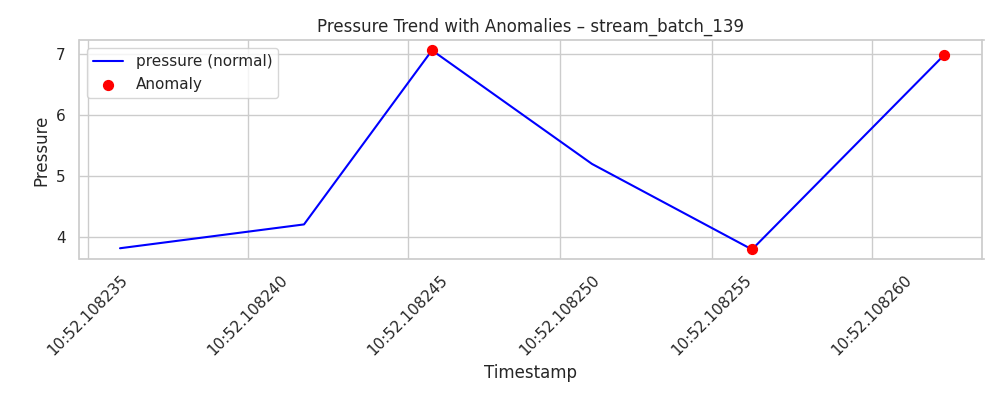 Pressure Trend with Anomalies – stream_batch_139
pressure (normal)
Anomaly
Pressure
7
6
5
4
10:52.108235
10:52.108240
10:52.108245
10:52.108250
10:52.108255
10:52.108260
Timestamp